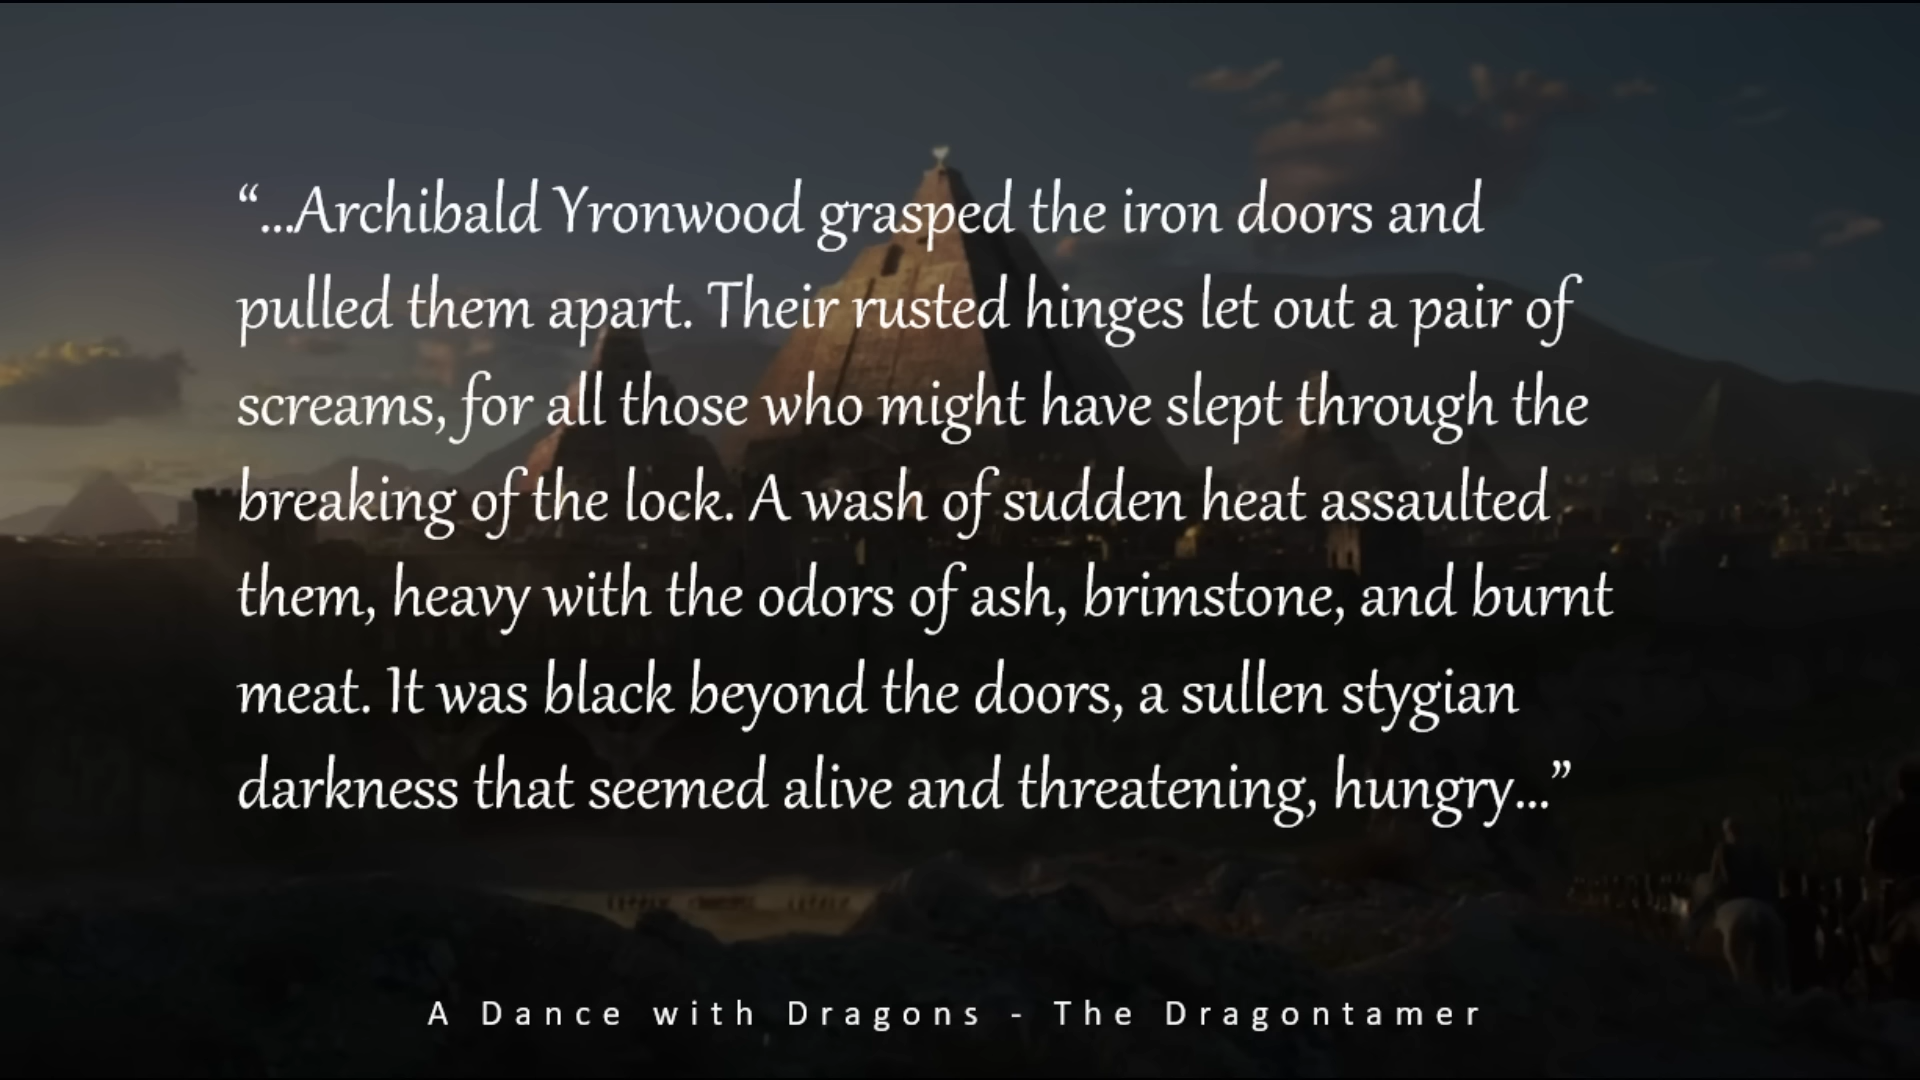 “...Archibald Yronwood grasped the iron doors and
pulled them apart. Their rusted hinges let out a pair of
screams, for all those who might have slept through the
breaking of the lock. A wash of sudden heat assaulted
them, heavy with the odors of ash, brimstone, and burnt
meat. It was black beyond the doors, a sullen stygian
darkness that seemed alive and threatening, hungry...”
A Dance with Dragons - The Dragontamer